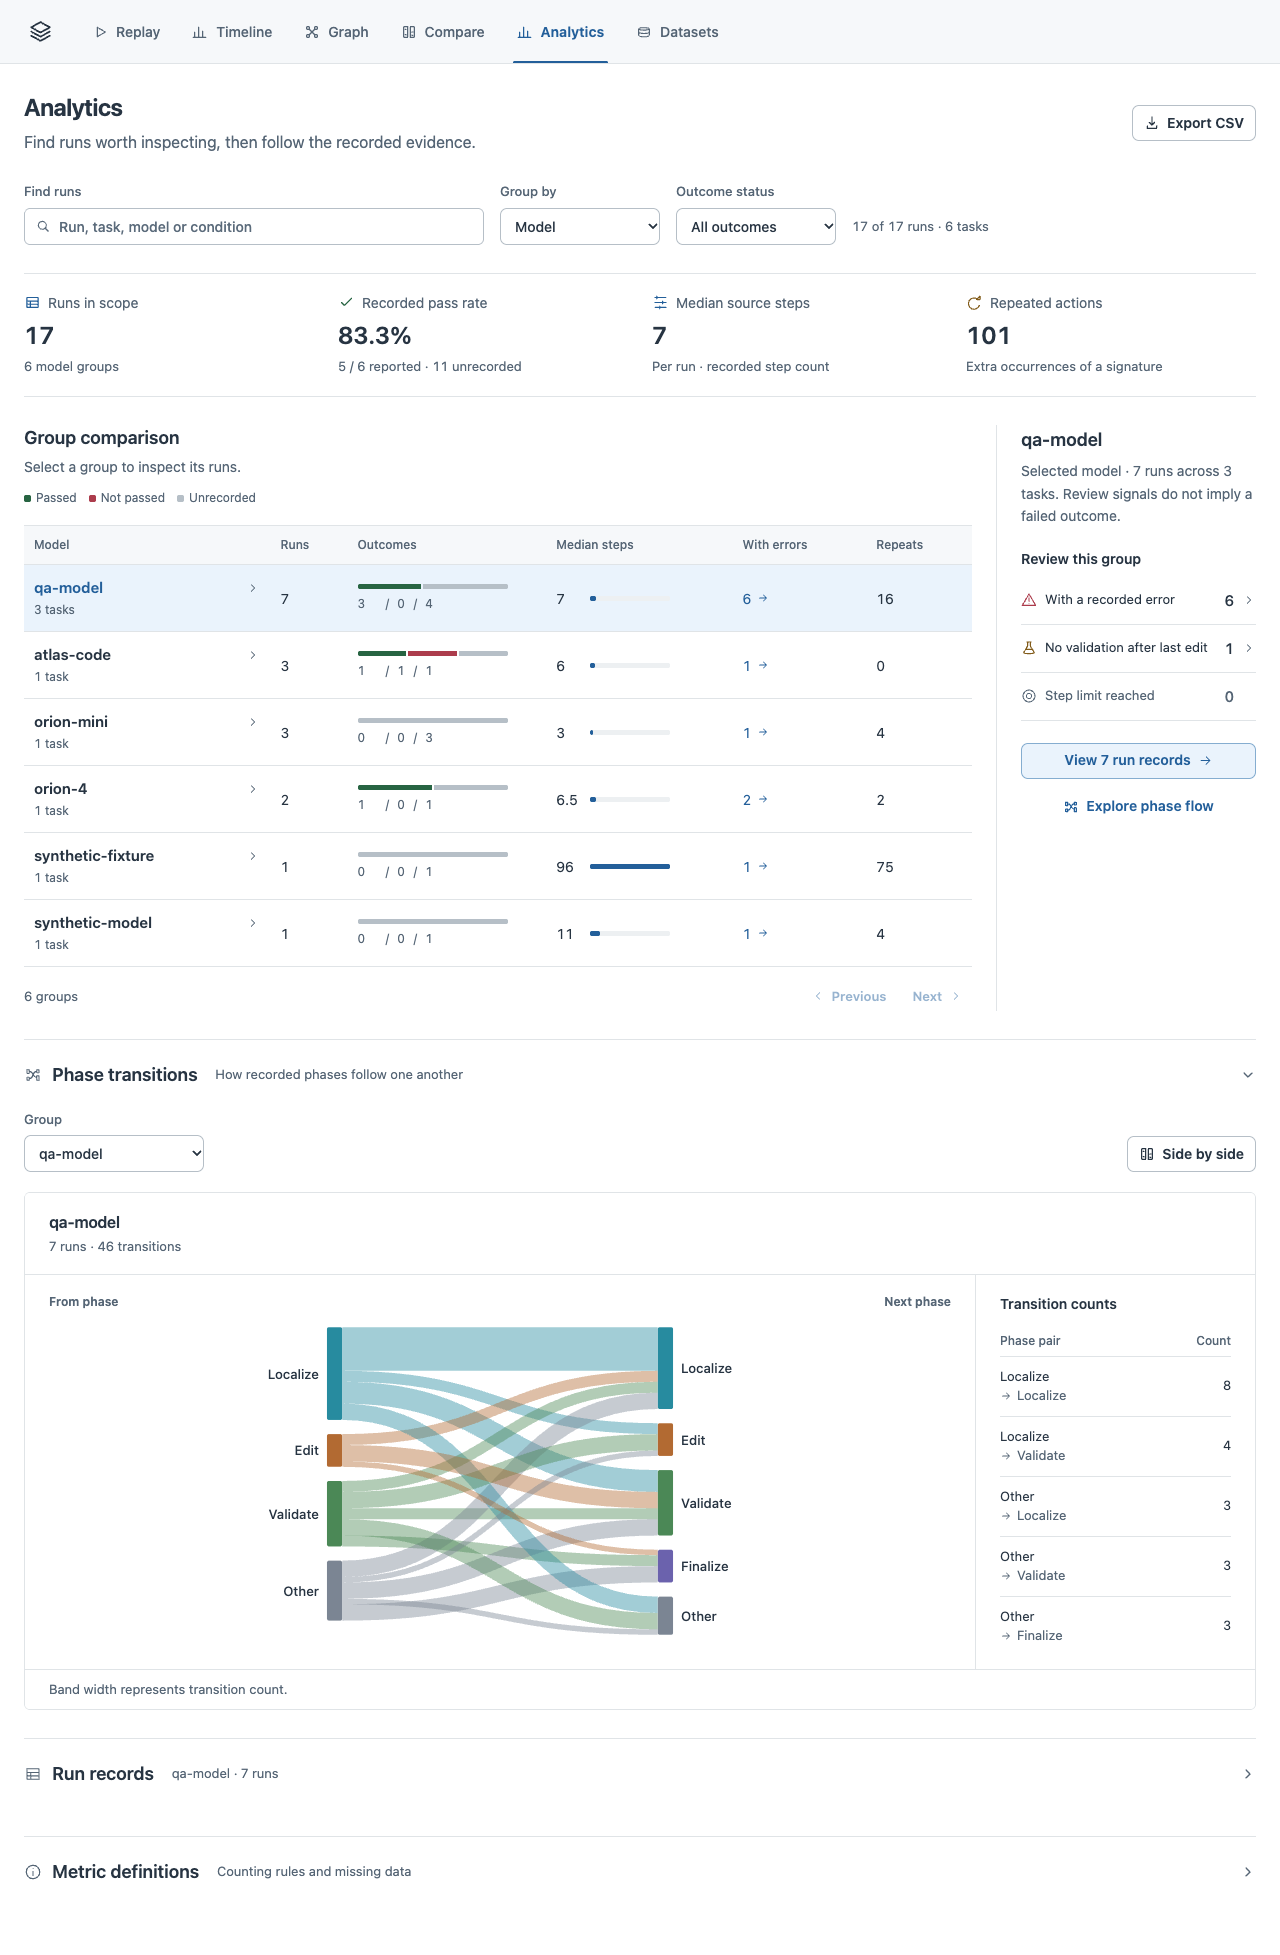 Replay
Timeline
Graph
Compare
Analytics
Datasets
Analytics
Find runs worth inspecting, then follow the recorded evidence.
Export CSV
Find runs
Group by
Outcome status
Run, task, model or condition
Model
All outcomes
17 of 17 runs · 6 tasks
Runs in scope
17
6 model groups
Recorded pass rate
83.3%
5 / 6 reported · 11 unrecorded
Median source steps
7
Per run · recorded step count
Repeated actions
101
Extra occurrences of a signature
Group comparison
Select a group to inspect its runs.
Passed
Not passed
Unrecorded
Model Runs Outcomes Median steps With errors Repeats
qa-model
3 tasks
7
3 / 0 / 4
7
6 →
16
atlas-code
1 task
3
1 / 1 / 1
6
1 →
0
orion-mini
1 task
3
0 / 0 / 3
3
1 →
4
orion-4
1 task
2
1 / 0 / 1
6.5
2 →
2
synthetic-fixture
1 task
1
0 / 0 / 1
96
1 →
75
synthetic-model
1 task
1
0 / 0 / 1
11
1 →
4
6 groups
Previous
Next
qa-model
Selected model · 7 runs across 3
tasks. Review signals do not imply a
failed outcome.
Review this group
With a recorded error 6
No validation after last edit 1
Step limit reached 0
View 7 run records →
Explore phase flow
Phase transitions
How recorded phases follow one another
Group
qa-model
Side by side
qa-model
7 runs · 46 transitions
From phase
Next phase
Localize
Edit
Validate
Other
Localize
Edit
Validate
Finalize
Other
Transition counts
Phase pair Count
Localize
→ Localize
8
Localize
→ Validate
4
Other
→ Localize
3
Other
→ Validate
3
Other
→ Finalize
3
Band width represents transition count.
Run records
qa-model · 7 runs
Metric definitions
Counting rules and missing data